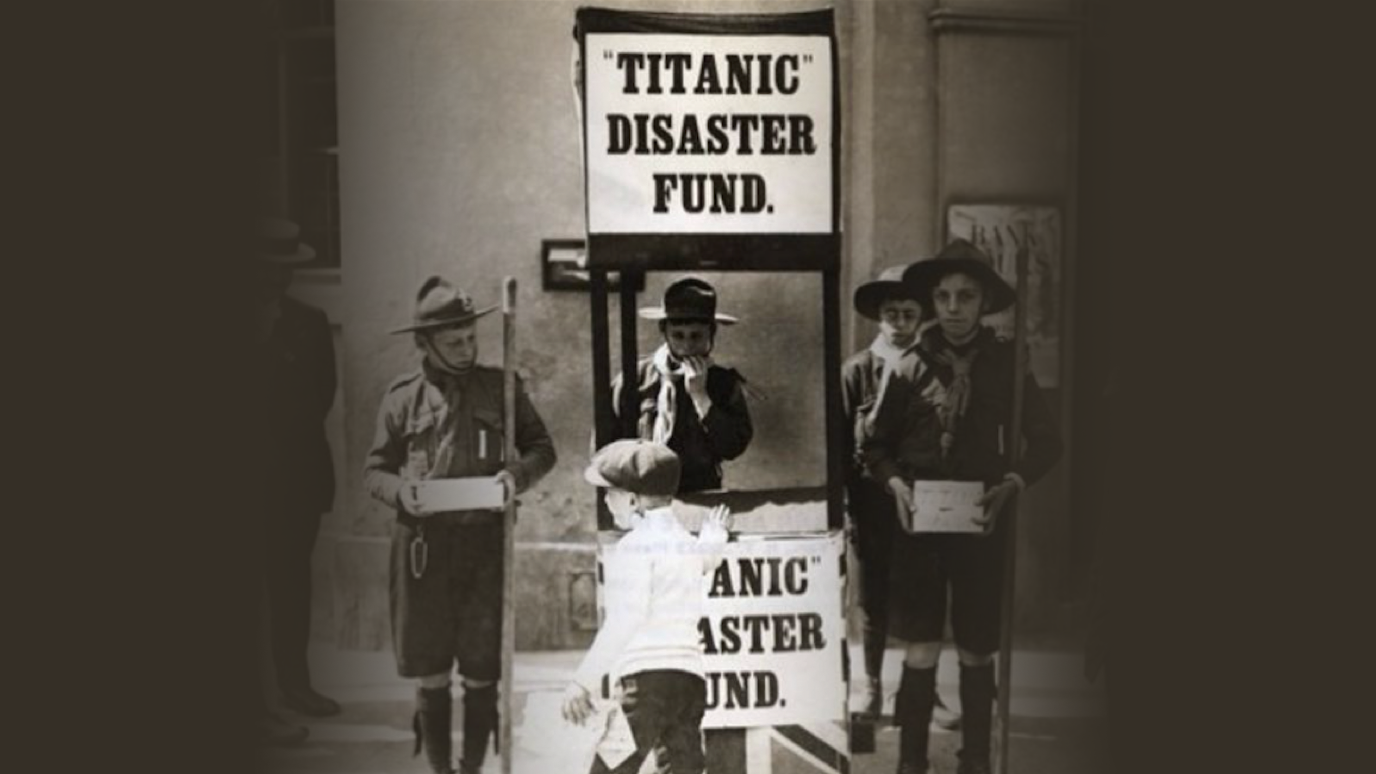 "TITANIC"
DISASTER
FUND.
ANIC"
ASTER
UND.